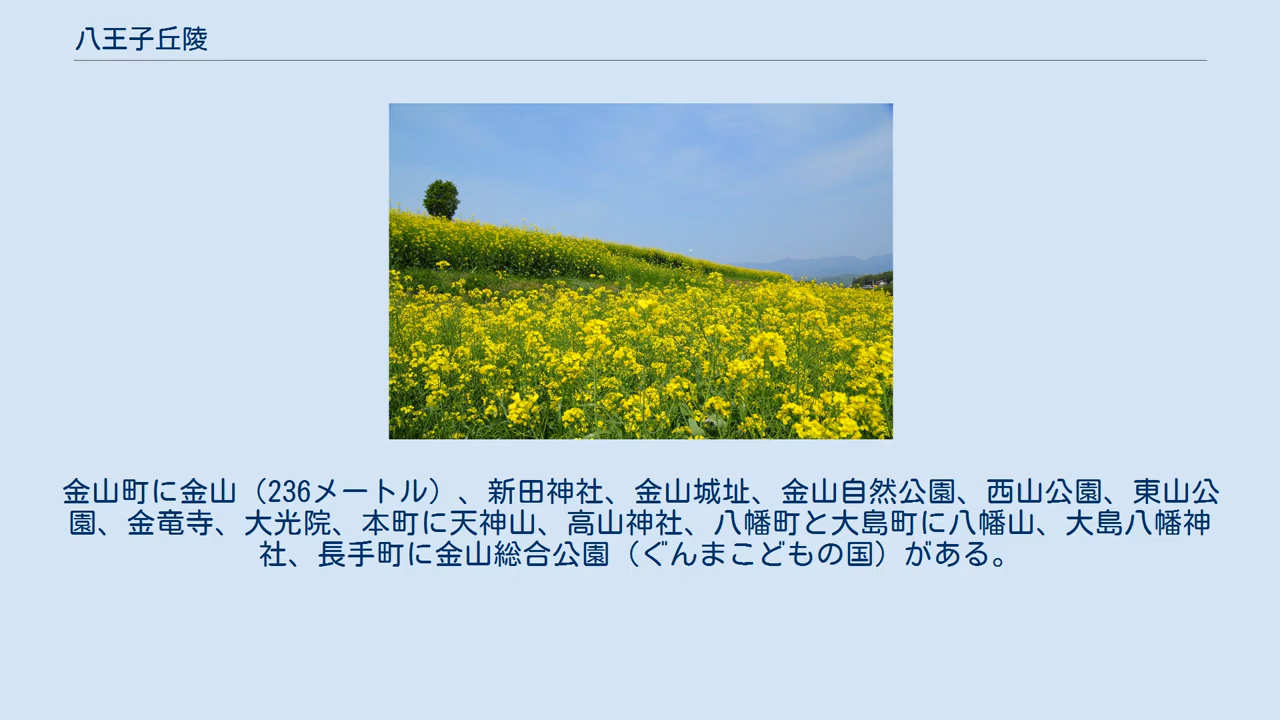 八王子丘陵
金山町に金山（236メートル）、新田神社、金山城址、金山自然公園、西山公園、東山公
園、金竜寺、大光院、本町に天神山、高山神社、八幡町と大島町に八幡山、大島八幡神
社、長手町に金山総合公園（ぐんまこどもの国）がある。